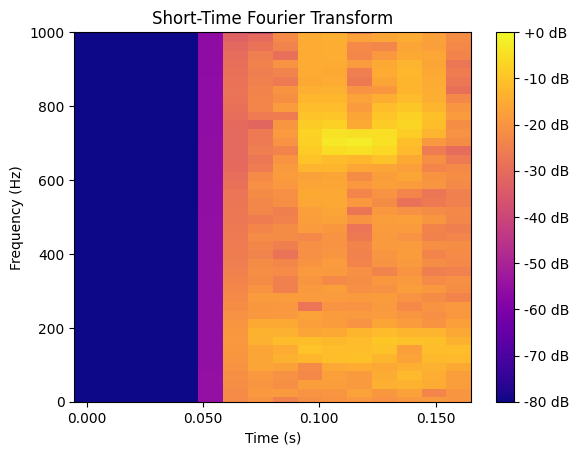 Short-Time Fourier Transform
Frequency (Hz)
1000
800
600
400
200
0
0.000
0.050
0.100
0.150
Time (s)
+0 dB
-10 dB
-20 dB
-30 dB
-40 dB
-50 dB
-60 dB
-70 dB
-80 dB